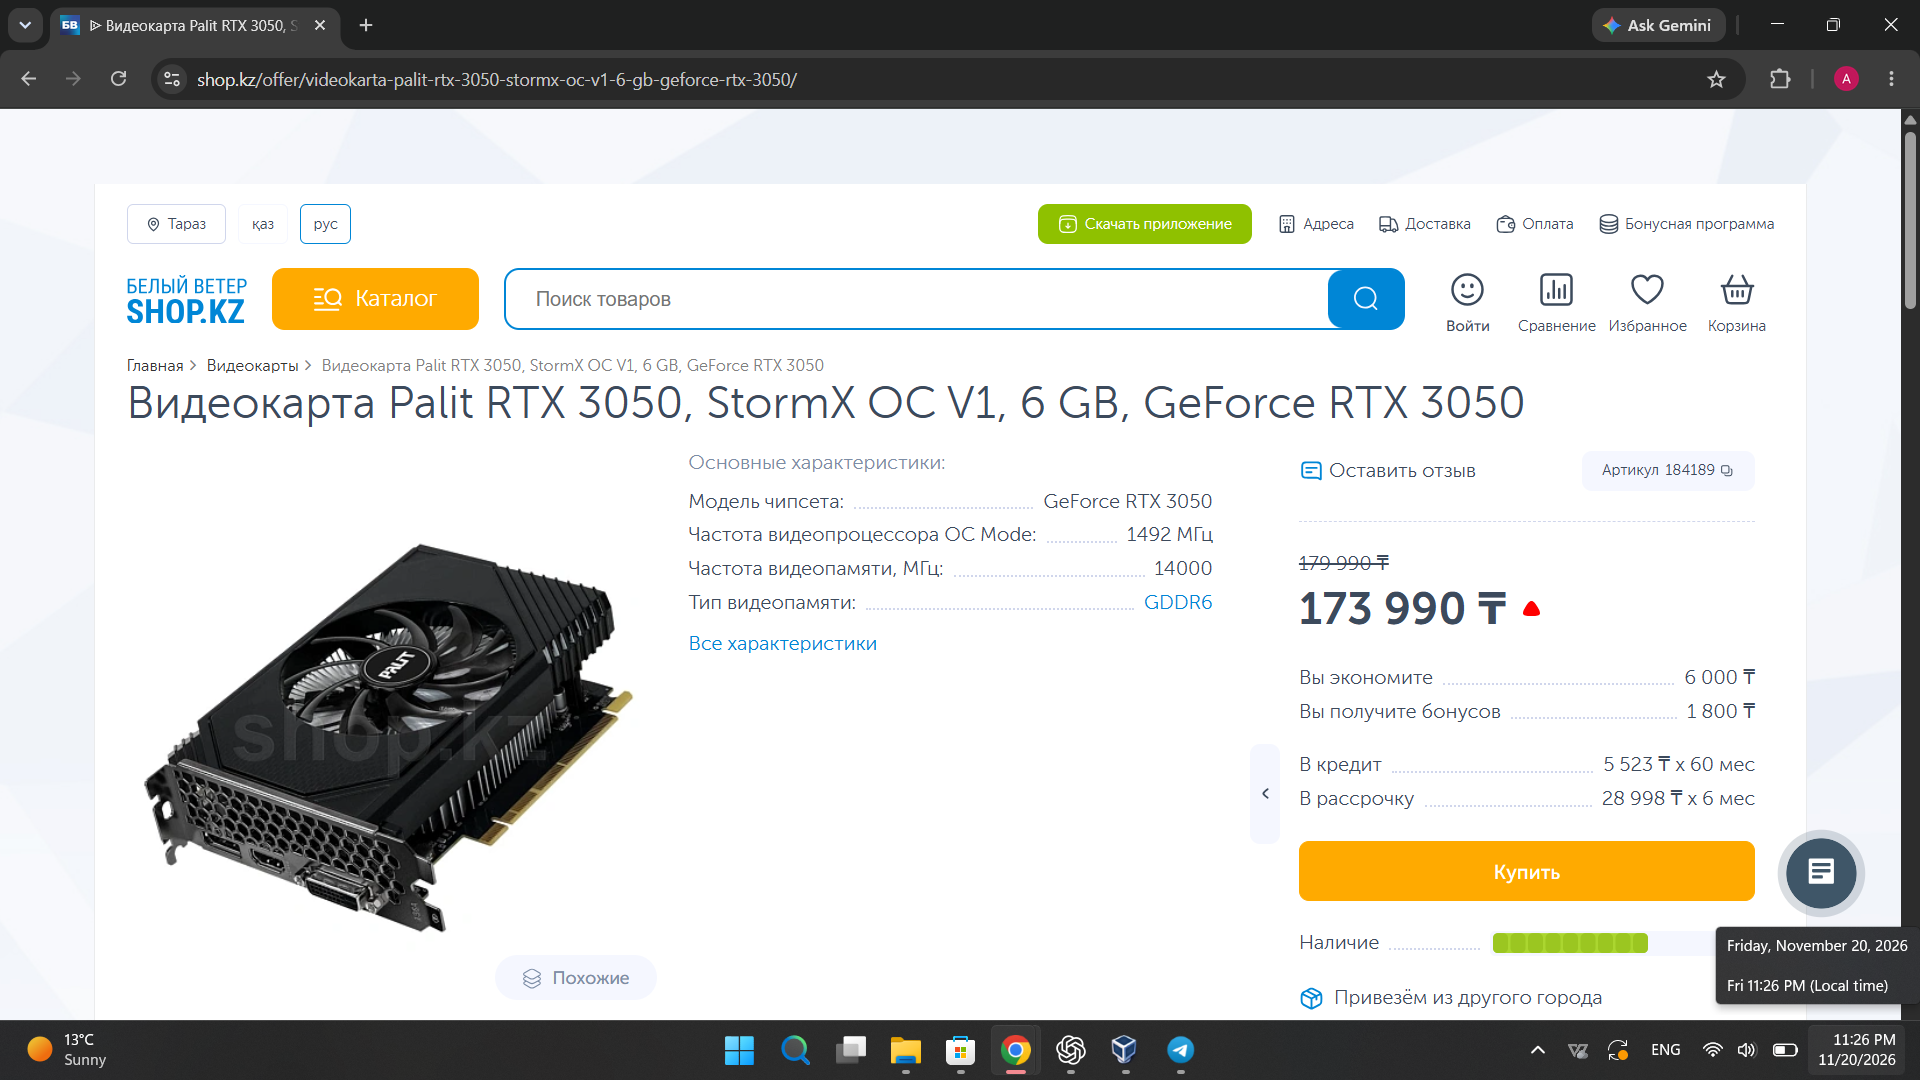 БВ ⩥ Видеокарта Palit RTX 3050, S
Ask Gemini
shop.kz/offer/videokarta-palit-rtx-3050-stormx-oc-v1-6-gb-geforce-rtx-3050/
A
Тараз қаз рус
Скачать приложение Адреса Доставка Оплата Бонусная программа
БЕЛЫЙ ВЕТЕР
SHOP.KZ
Каталог
Поиск товаров
Войти Сравнение Избранное Корзина
Главная > Видеокарты > Видеокарта Palit RTX 3050, StormX OC V1, 6 GB, GeForce RTX 3050
Видеокарта Palit RTX 3050, StormX OC V1, 6 GB, GeForce RTX 3050
PALIT
shop.kz
Похожие
Основные характеристики:
Модель чипсета: GeForce RTX 3050
Частота видеопроцессора OC Mode: 1492 МГц
Частота видеопамяти, МГц: 14000
Тип видеопамяти: GDDR6
Все характеристики
Оставить отзыв
Артикул 184189
179 990 ₸
173 990 ₸
Вы экономите 6 000 ₸
Вы получите бонусов 1 800 ₸
В кредит 5 523 ₸ x 60 мес
В рассрочку 28 998 ₸ x 6 мес
Купить
Наличие
Привезём из другого города
Friday, November 20, 2026
Fri 11:26 PM (Local time)
13°C
Sunny
ENG
11:26 PM
11/20/2026